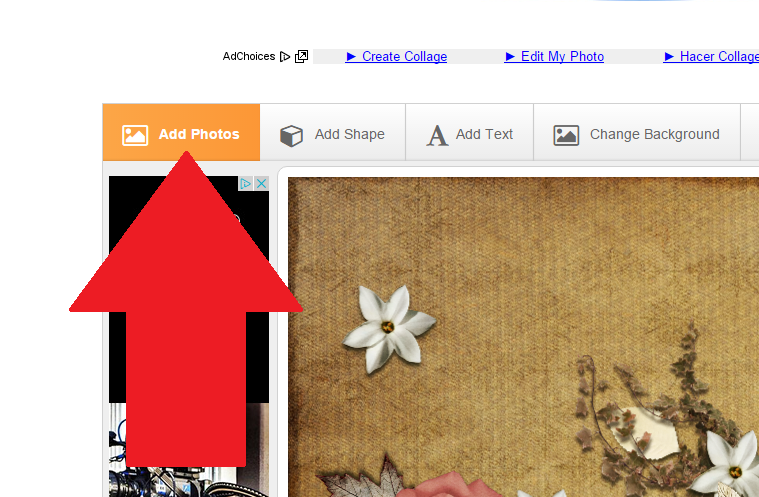 AdChoices ► Create Collage ► Edit My Photo ► Hacer Collage
Add Photos Add Shape Add Text Change Background